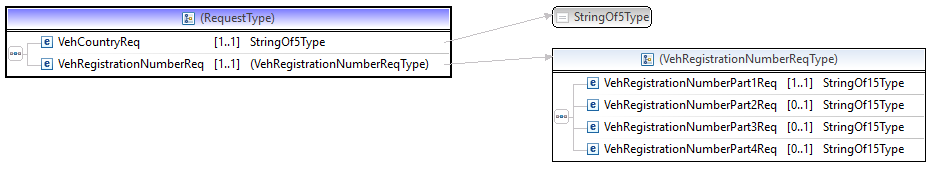 (RequestType)
VehCountryReq [1..1] StringOf5Type
VehRegistrationNumberReq [1..1] (VehRegistrationNumberReqType)
StringOf5Type
(VehRegistrationNumberReqType)
VehRegistrationNumberPart1Req [1..1] StringOf15Type
VehRegistrationNumberPart2Req [0..1] StringOf15Type
VehRegistrationNumberPart3Req [0..1] StringOf15Type
VehRegistrationNumberPart4Req [0..1] StringOf15Type